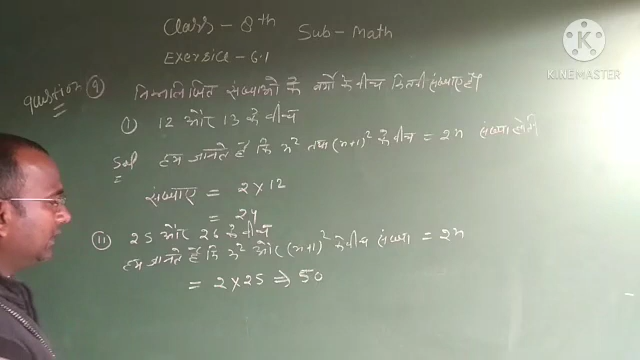 Class - 8th Sub - Math
Exersice - 6.1
question 9 निम्नलिखित संख्याओं के वर्गों के बीच कितनी संख्याएँ हैं।
(i) 12 और 13 के बीच
Sol हम जानते हैं कि n² तथा (n+1)² के बीच = 2n संख्या होगी
=
संख्याए = 2 × 12
= 24
(11) 25 और 26 के बीच
हम जानते हैं कि n² और (n+1)² के बीच संख्या = 2n
= 2 × 25 ⇒ 50
KINEMASTER